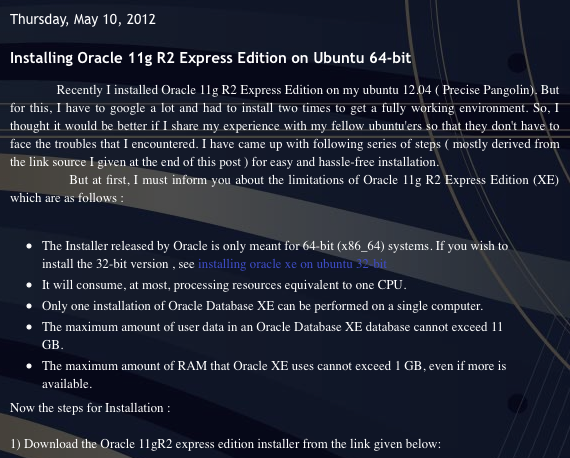 Thursday, May 10, 2012
Installing Oracle 11g R2 Express Edition on Ubuntu 64-bit
Recently I installed Oracle 11g R2 Express Edition on my ubuntu 12.04 ( Precise Pangolin). But
for this, I have to google a lot and had to install two times to get a fully working environment. So, I
thought it would be better if I share my experience with my fellow ubuntu'ers so that they don't have to
face the troubles that I encountered. I have came up with following series of steps ( mostly derived from
the link source I given at the end of this post ) for easy and hassle-free installation.
But at first, I must inform you about the limitations of Oracle 11g R2 Express Edition (XE)
which are as follows :
• The Installer released by Oracle is only meant for 64-bit (x86_64) systems. If you wish to
install the 32-bit version , see installing oracle xe on ubuntu 32-bit
• It will consume, at most, processing resources equivalent to one CPU.
• Only one installation of Oracle Database XE can be performed on a single computer.
• The maximum amount of user data in an Oracle Database XE database cannot exceed 11
GB.
• The maximum amount of RAM that Oracle XE uses cannot exceed 1 GB, even if more is
available.
Now the steps for Installation :
1) Download the Oracle 11gR2 express edition installer from the link given below: